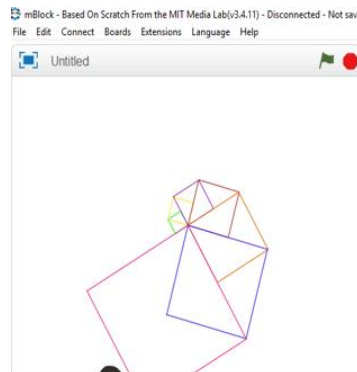 mBlock - Based On Scratch From the MIT Media Lab(v3.4.11) - Disconnected - Not sav
File Edit Connect Boards Extensions Language Help
Untitled